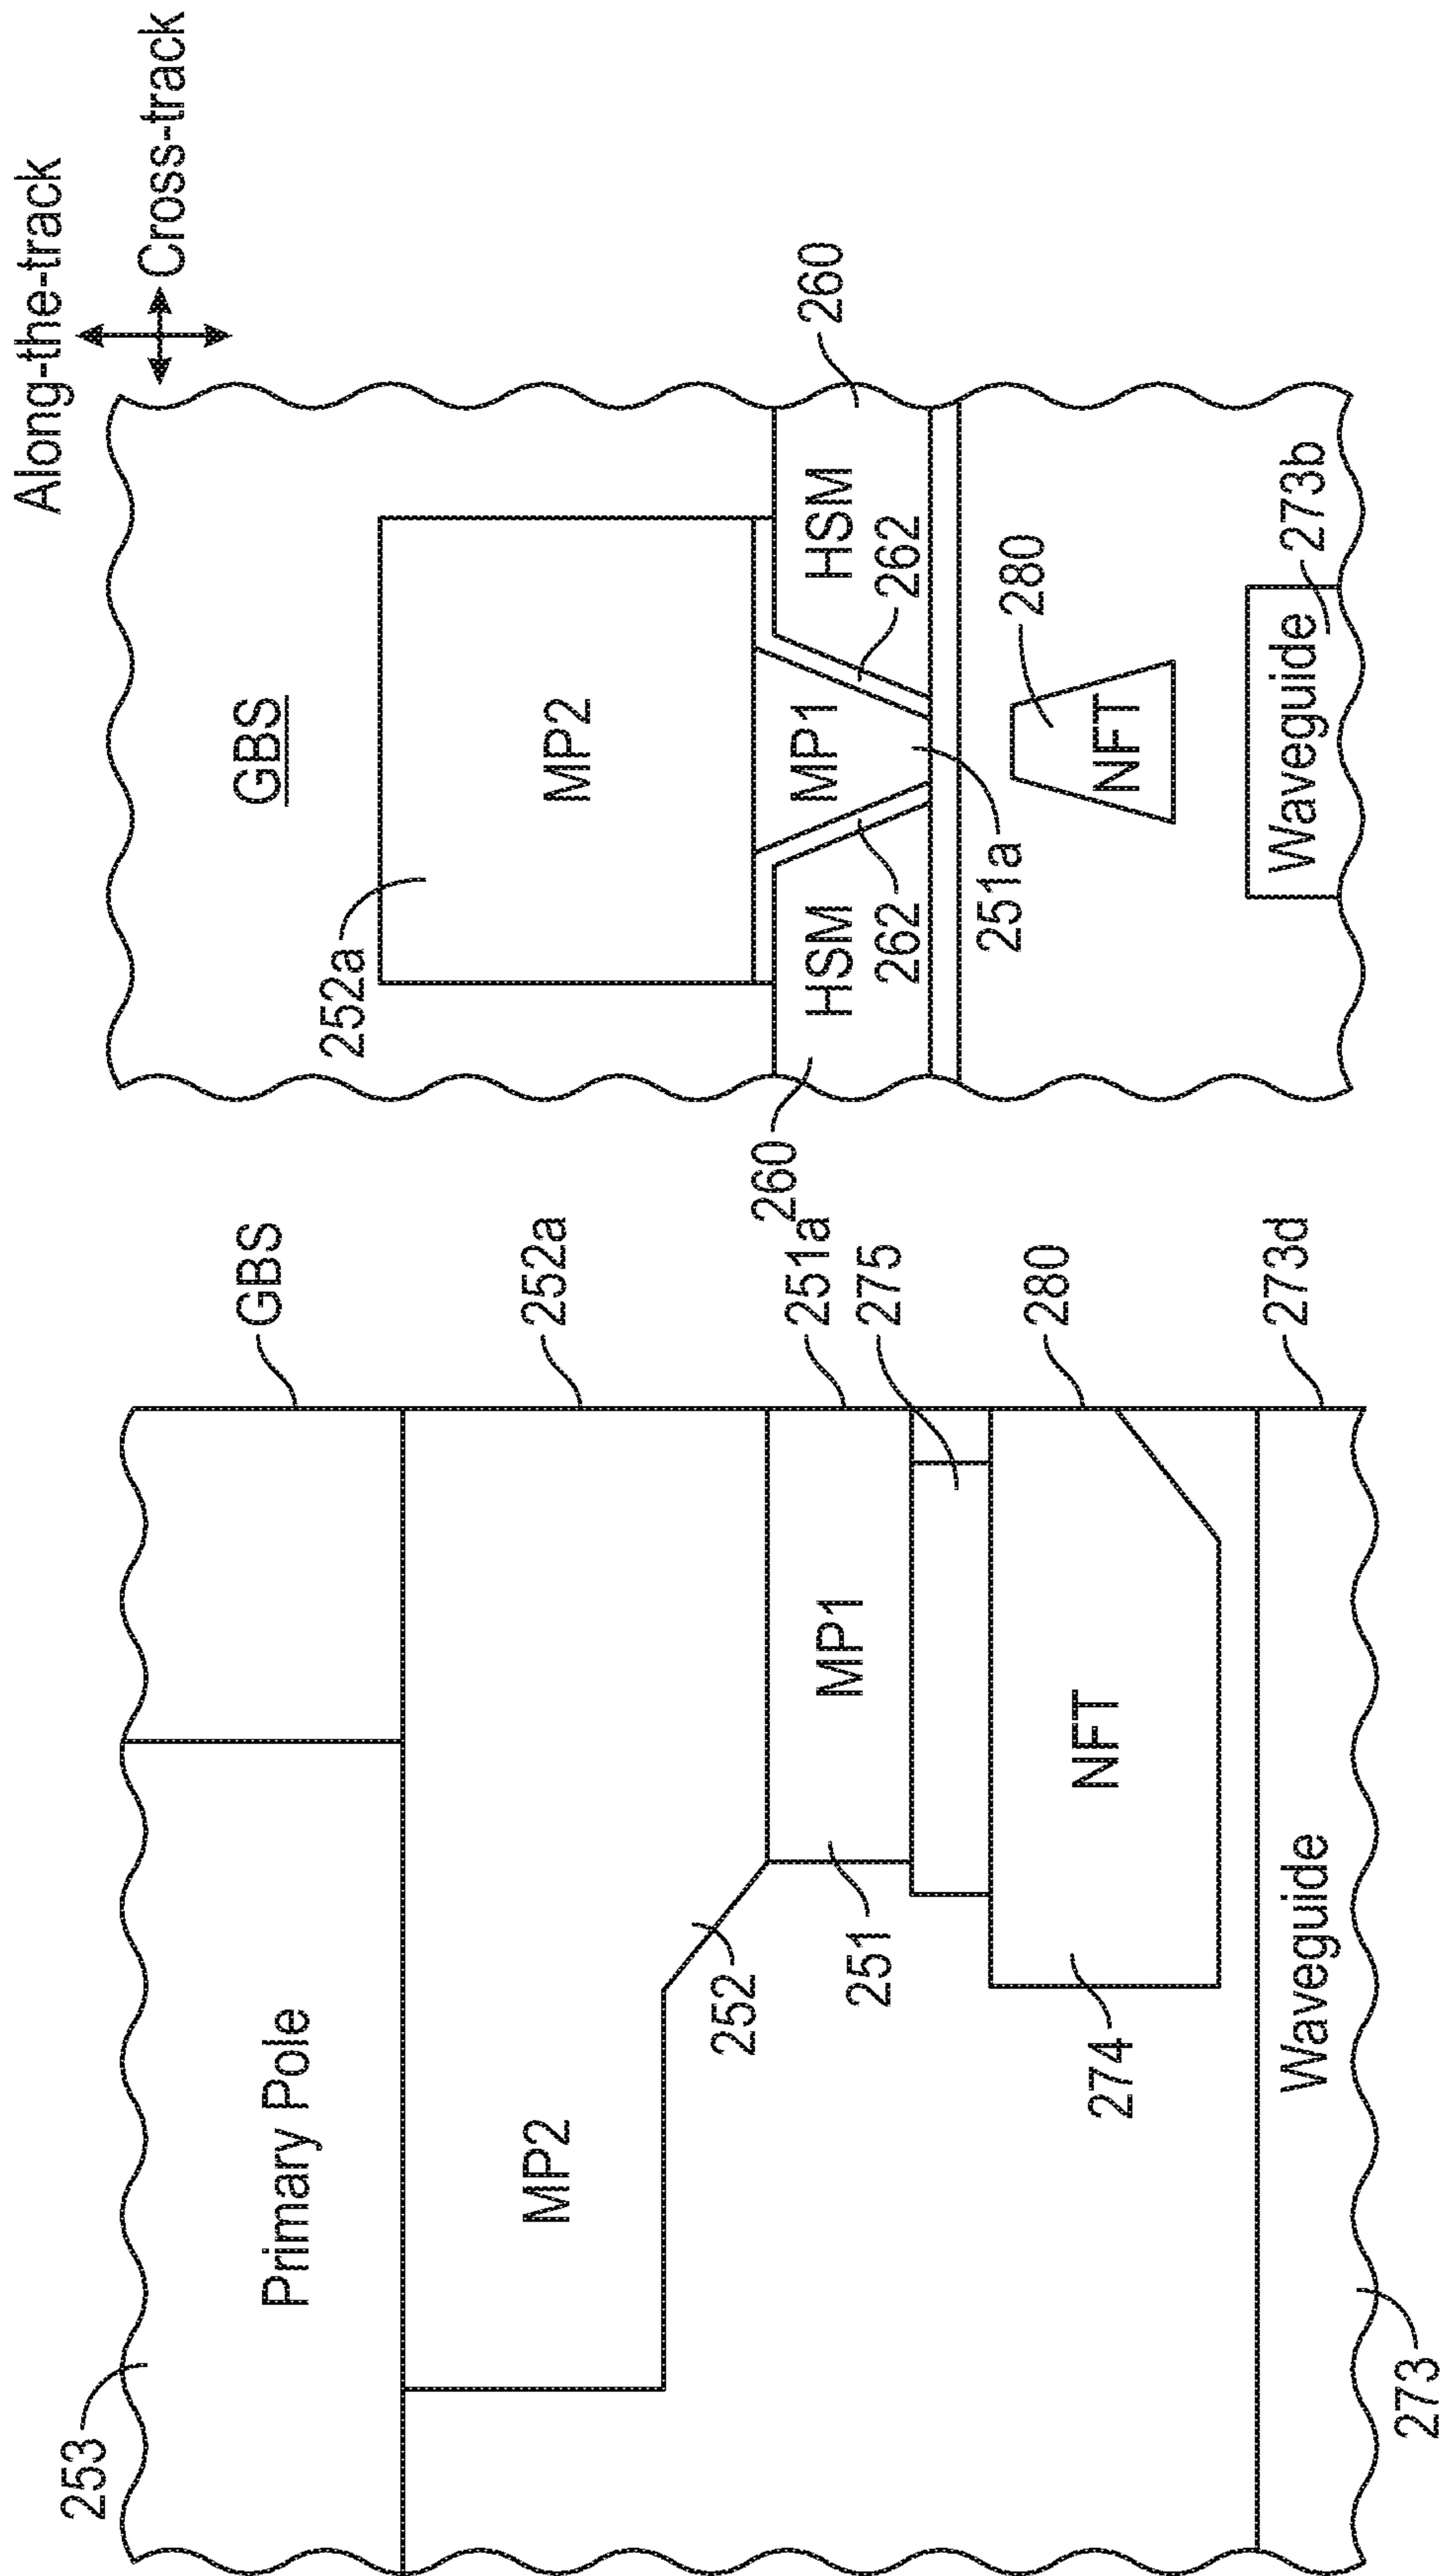 Along-the-track
Cross-track
GBS
252a
MP2
260
HSM
262
MP1
262
HSM
260
251a
280
NFT
Waveguide
273b
253
Primary Pole
GBS
MP2
252a
252
MP1
251a
251
275
274
NFT
280
Waveguide
273d
273